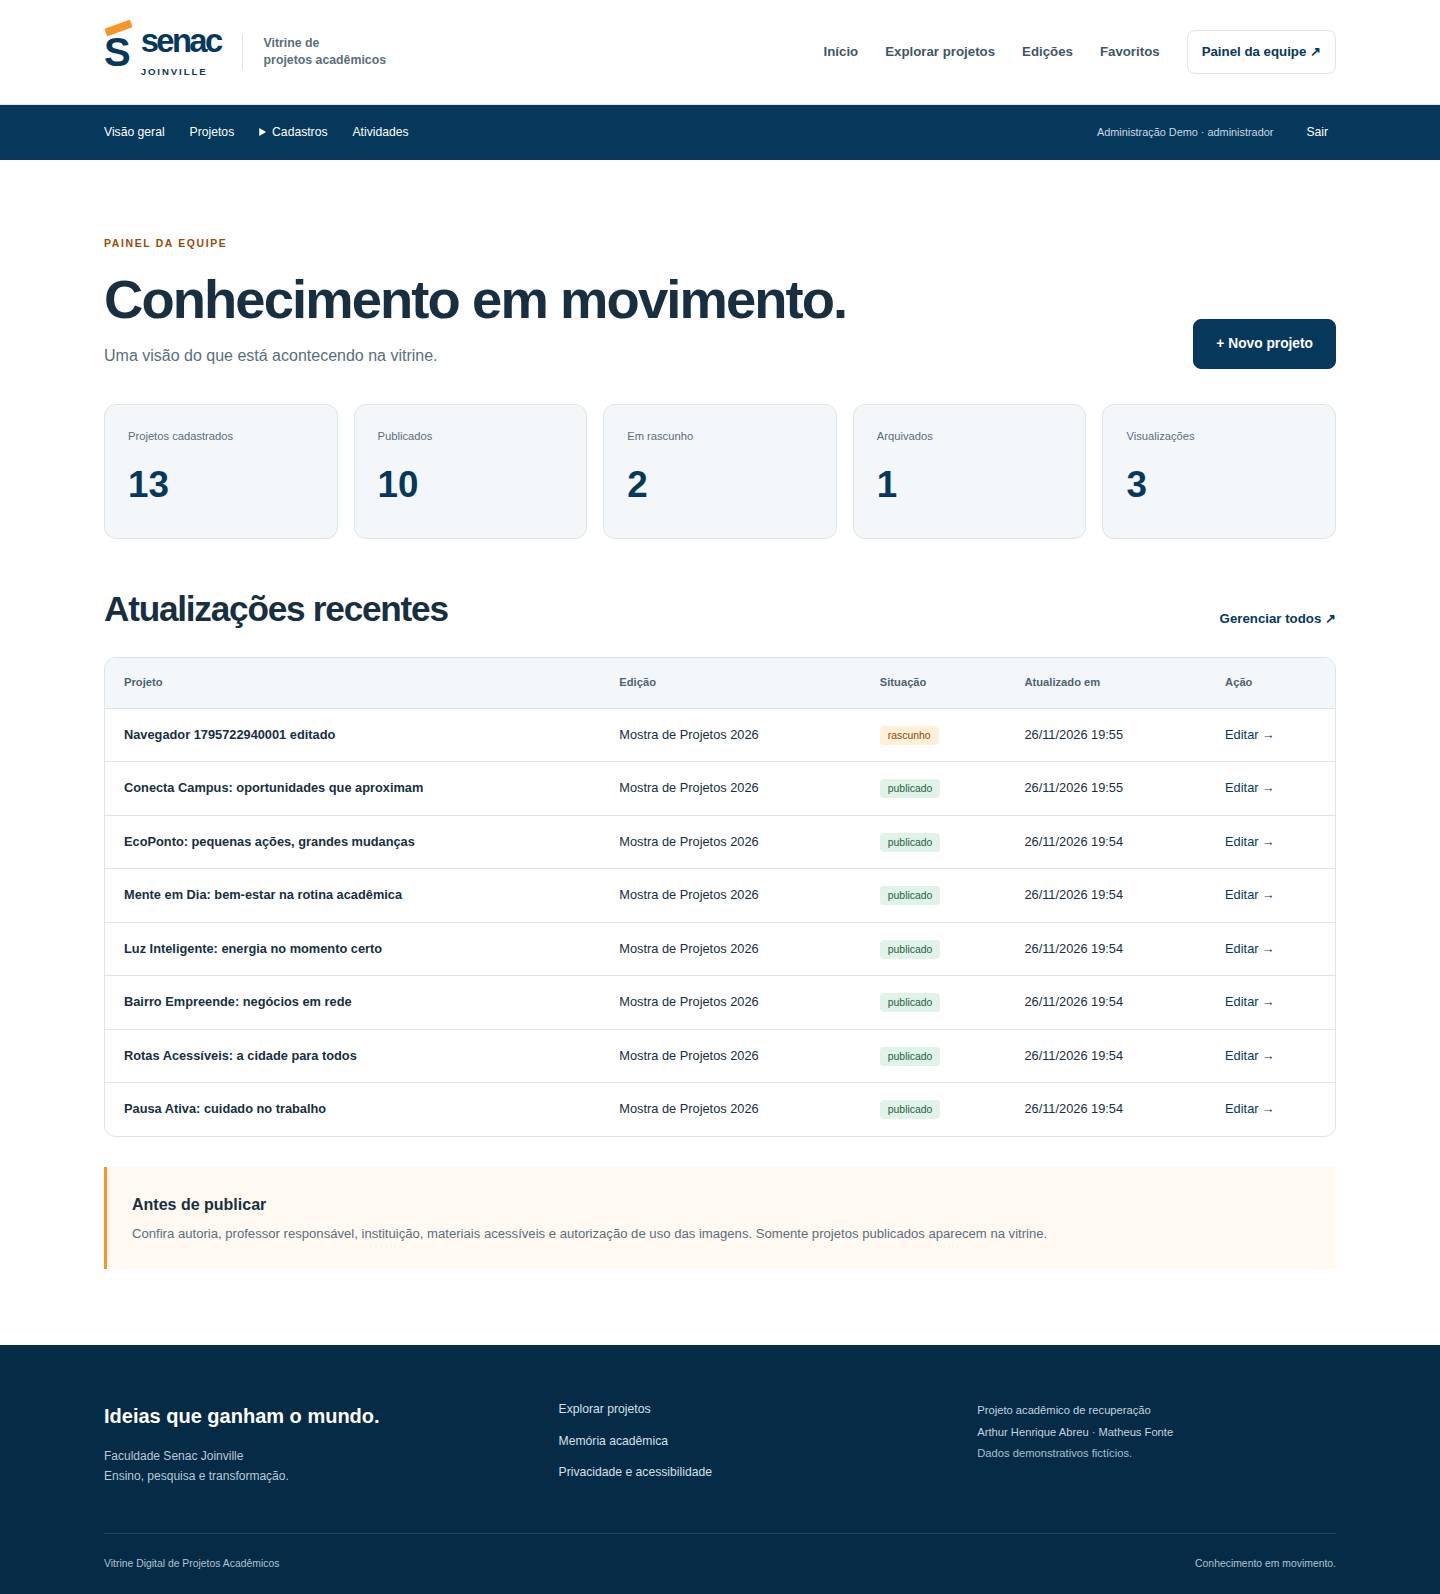 S senac
JOINVILLE
Vitrine de
projetos acadêmicos
Início Explorar projetos Edições Favoritos Painel da equipe ↗
Visão geral Projetos ▶ Cadastros Atividades Administração Demo · administrador Sair
PAINEL DA EQUIPE
Conhecimento em movimento.
Uma visão do que está acontecendo na vitrine.
+ Novo projeto
Projetos cadastrados Publicados Em rascunho Arquivados Visualizações
13 10 2 1 3
Atualizações recentes
Gerenciar todos ↗
Projeto Edição Situação Atualizado em Ação
Navegador 1795722940001 editado Mostra de Projetos 2026 rascunho 26/11/2026 19:55 Editar →
Conecta Campus: oportunidades que aproximam Mostra de Projetos 2026 publicado 26/11/2026 19:55 Editar →
EcoPonto: pequenas ações, grandes mudanças Mostra de Projetos 2026 publicado 26/11/2026 19:54 Editar →
Mente em Dia: bem-estar na rotina acadêmica Mostra de Projetos 2026 publicado 26/11/2026 19:54 Editar →
Luz Inteligente: energia no momento certo Mostra de Projetos 2026 publicado 26/11/2026 19:54 Editar →
Bairro Empreende: negócios em rede Mostra de Projetos 2026 publicado 26/11/2026 19:54 Editar →
Rotas Acessíveis: a cidade para todos Mostra de Projetos 2026 publicado 26/11/2026 19:54 Editar →
Pausa Ativa: cuidado no trabalho Mostra de Projetos 2026 publicado 26/11/2026 19:54 Editar →
Antes de publicar
Confira autoria, professor responsável, instituição, materiais acessíveis e autorização de uso das imagens. Somente projetos publicados aparecem na vitrine.
Ideias que ganham o mundo.
Faculdade Senac Joinville
Ensino, pesquisa e transformação.
Explorar projetos
Memória acadêmica
Privacidade e acessibilidade
Projeto acadêmico de recuperação
Arthur Henrique Abreu · Matheus Fonte
Dados demonstrativos fictícios.
Vitrine Digital de Projetos Acadêmicos
Conhecimento em movimento.